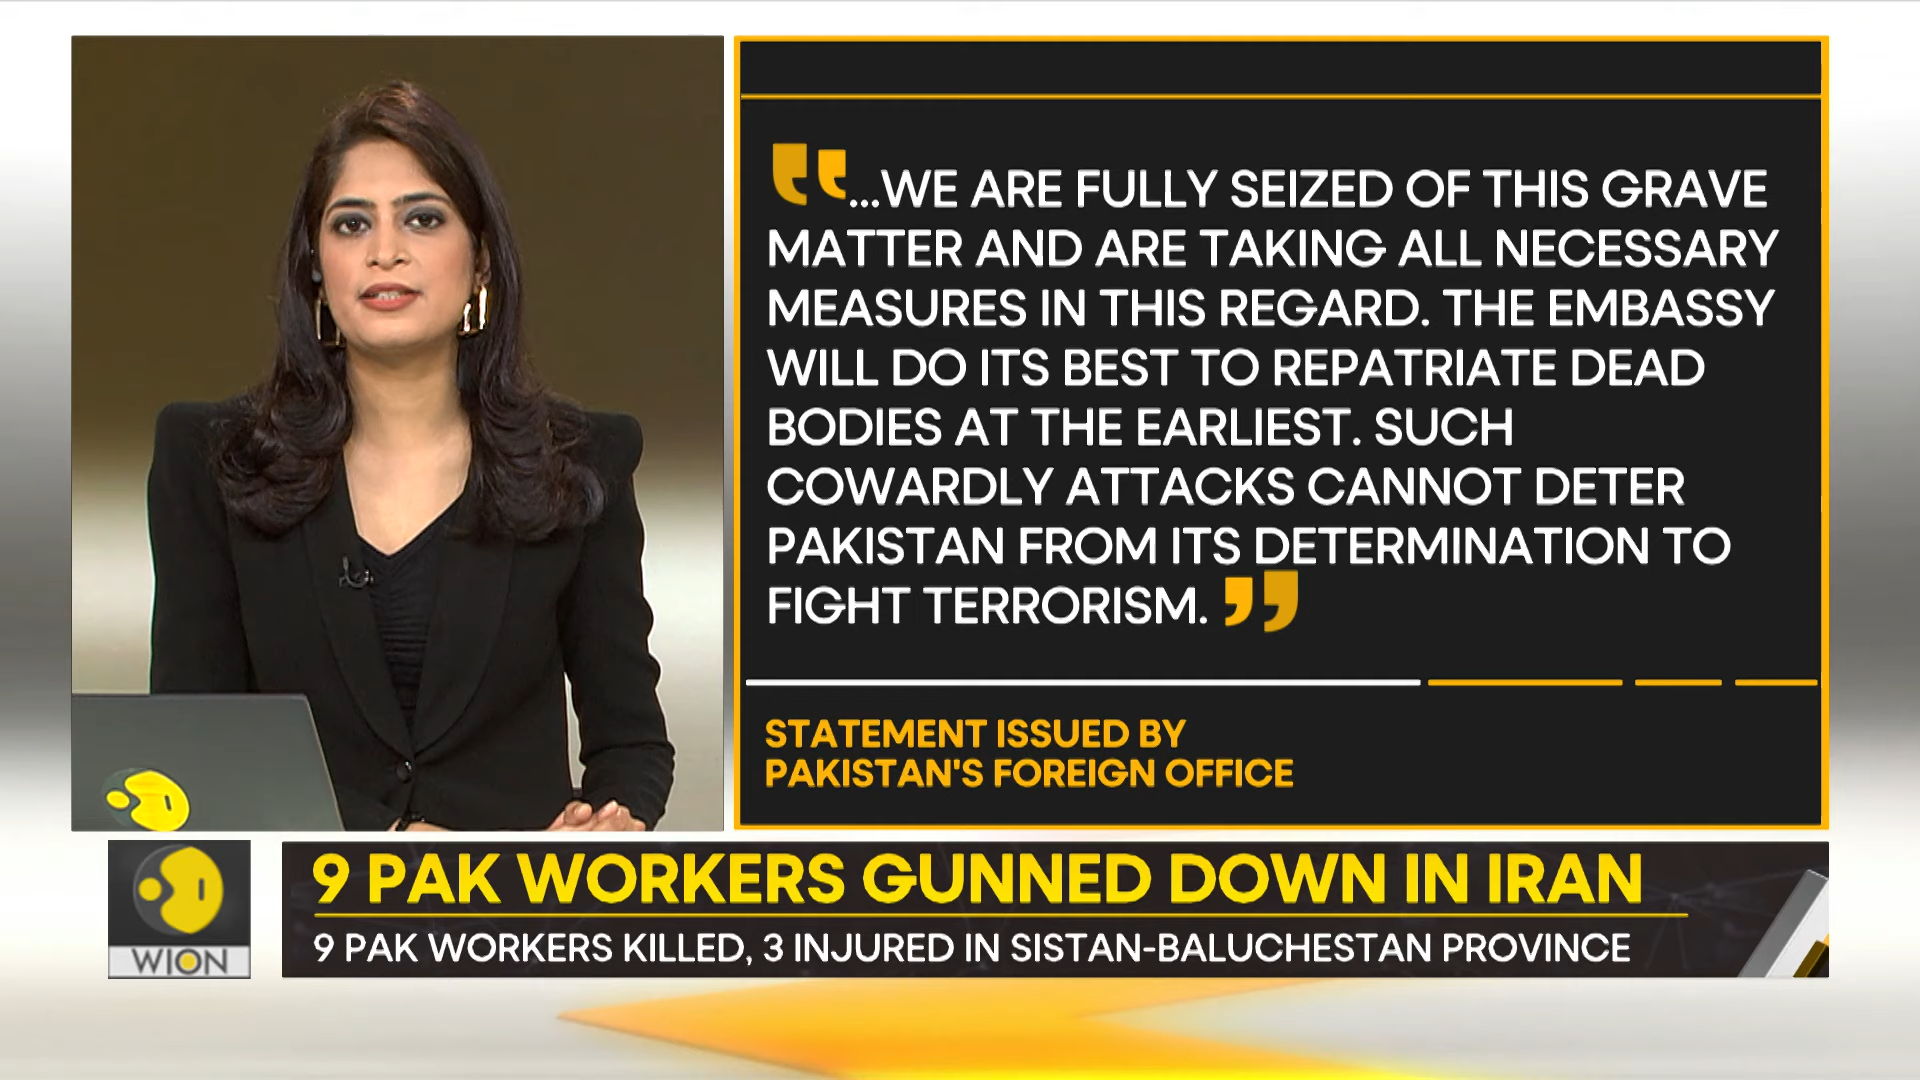 ...WE ARE FULLY SEIZED OF THIS GRAVE
MATTER AND ARE TAKING ALL NECESSARY
MEASURES IN THIS REGARD. THE EMBASSY
WILL DO ITS BEST TO REPATRIATE DEAD
BODIES AT THE EARLIEST. SUCH
COWARDLY ATTACKS CANNOT DETER
PAKISTAN FROM ITS DETERMINATION TO
FIGHT TERRORISM.
STATEMENT ISSUED BY
PAKISTAN'S FOREIGN OFFICE
9 PAK WORKERS GUNNED DOWN IN IRAN
9 PAK WORKERS KILLED, 3 INJURED IN SISTAN-BALUCHESTAN PROVINCE
WION